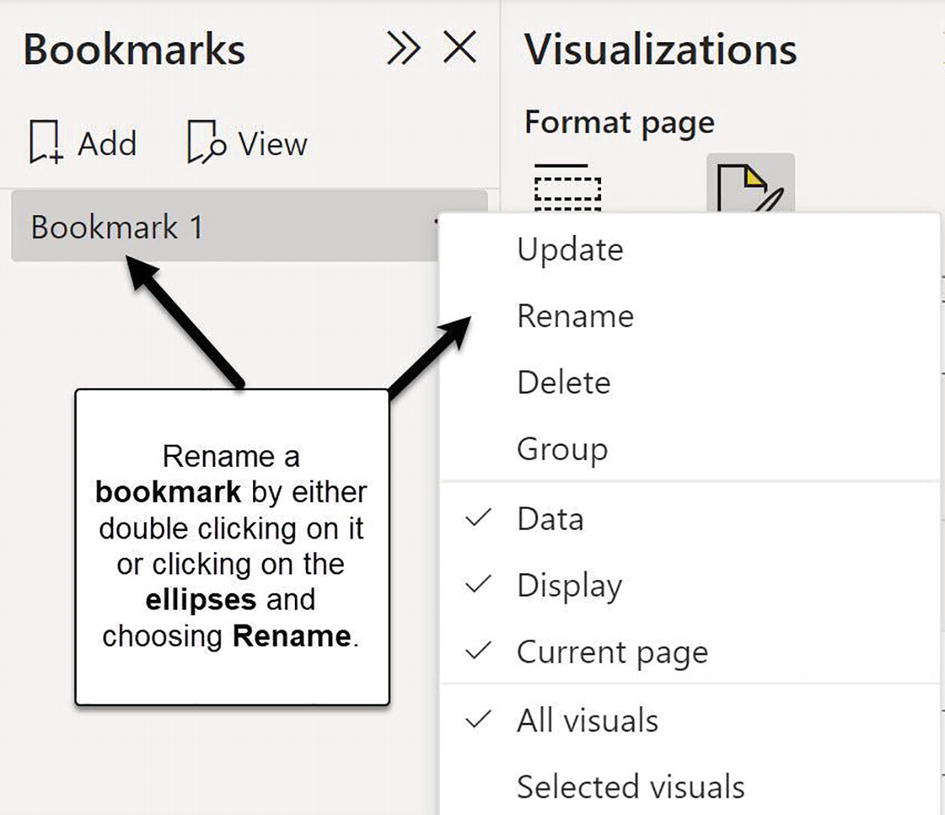 Bookmarks
Visualizations
Add
View
Format page
Bookmark 1
Update
Rename
Delete
Group
Data
Display
Current page
All visuals
Selected visuals
Rename a
bookmark by either
double clicking on it
or clicking on the
ellipses and
choosing Rename.